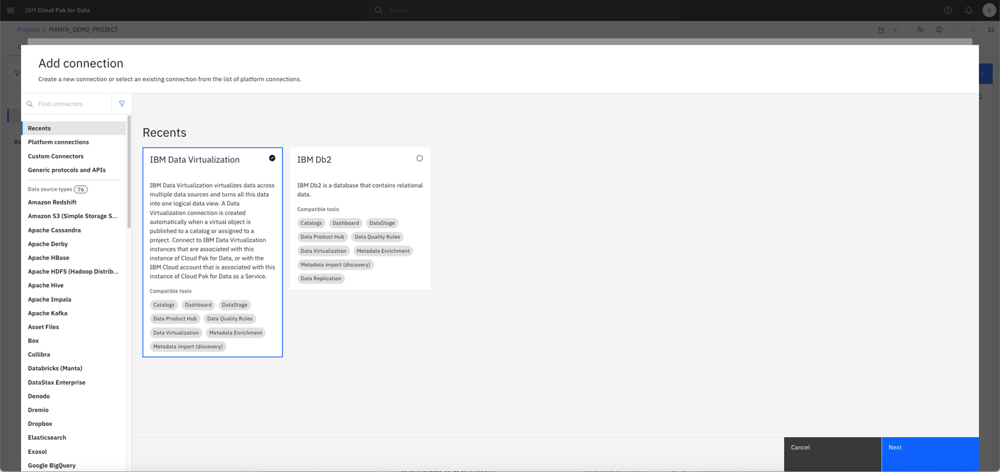 IBM Cloud Pak for Data
Search
D
Projects / MANTA_DEMO_PROJECT
Add connection
Create a new connection or select an existing connection from the list of platform connections.
Find connectors
Recents
Platform connections
Custom Connectors
Generic protocols and APIs
Data source types 76
Amazon Redshift
Amazon S3 (Simple Storage S...
Apache Cassandra
Apache Derby
Apache HBase
Apache HDFS (Hadoop Distrib...
Apache Hive
Apache Impala
Apache Kafka
Asset Files
Box
Collibra
Databricks (Manta)
DataStax Enterprise
Denodo
Dremio
Dropbox
Elasticsearch
Exasol
Google BigQuery
Recents
IBM Data Virtualization
IBM Data Virtualization virtualizes data across
multiple data sources and turns all this data
into one logical data view. A Data
Virtualization connection is created
automatically when a virtual object is
published to a catalog or assigned to a
project. Connect to IBM Data Virtualization
instances that are associated with this
instance of Cloud Pak for Data, or with the
IBM Cloud account that is associated with this
instance of Cloud Pak for Data as a Service.
Compatible tools
Catalogs Dashboard DataStage
Data Product Hub Data Quality Rules
Data Virtualization Metadata Enrichment
Metadata import (discovery)
IBM Db2
IBM Db2 is a database that contains relational
data.
Compatible tools
Catalogs Dashboard DataStage
Data Product Hub Data Quality Rules
Data Virtualization Metadata Enrichment
Metadata import (discovery)
Data Replication
Cancel
Next